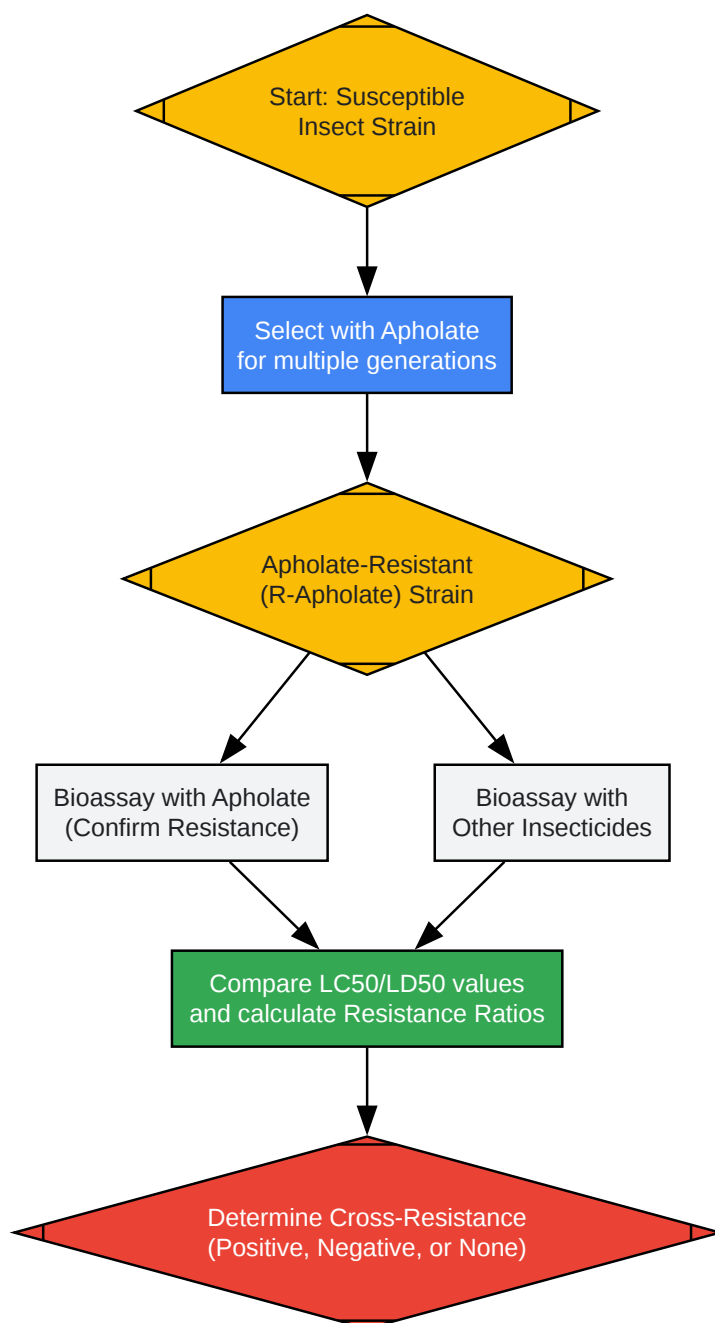 Start: Susceptible
Insect Strain
Select with Apholate
for multiple generations
Apholate-Resistant
(R-Apholate) Strain
Bioassay with Apholate
(Confirm Resistance)
Bioassay with
Other Insecticides
Compare LC50/LD50 values
and calculate Resistance Ratios
Determine Cross-Resistance
(Positive, Negative, or None)